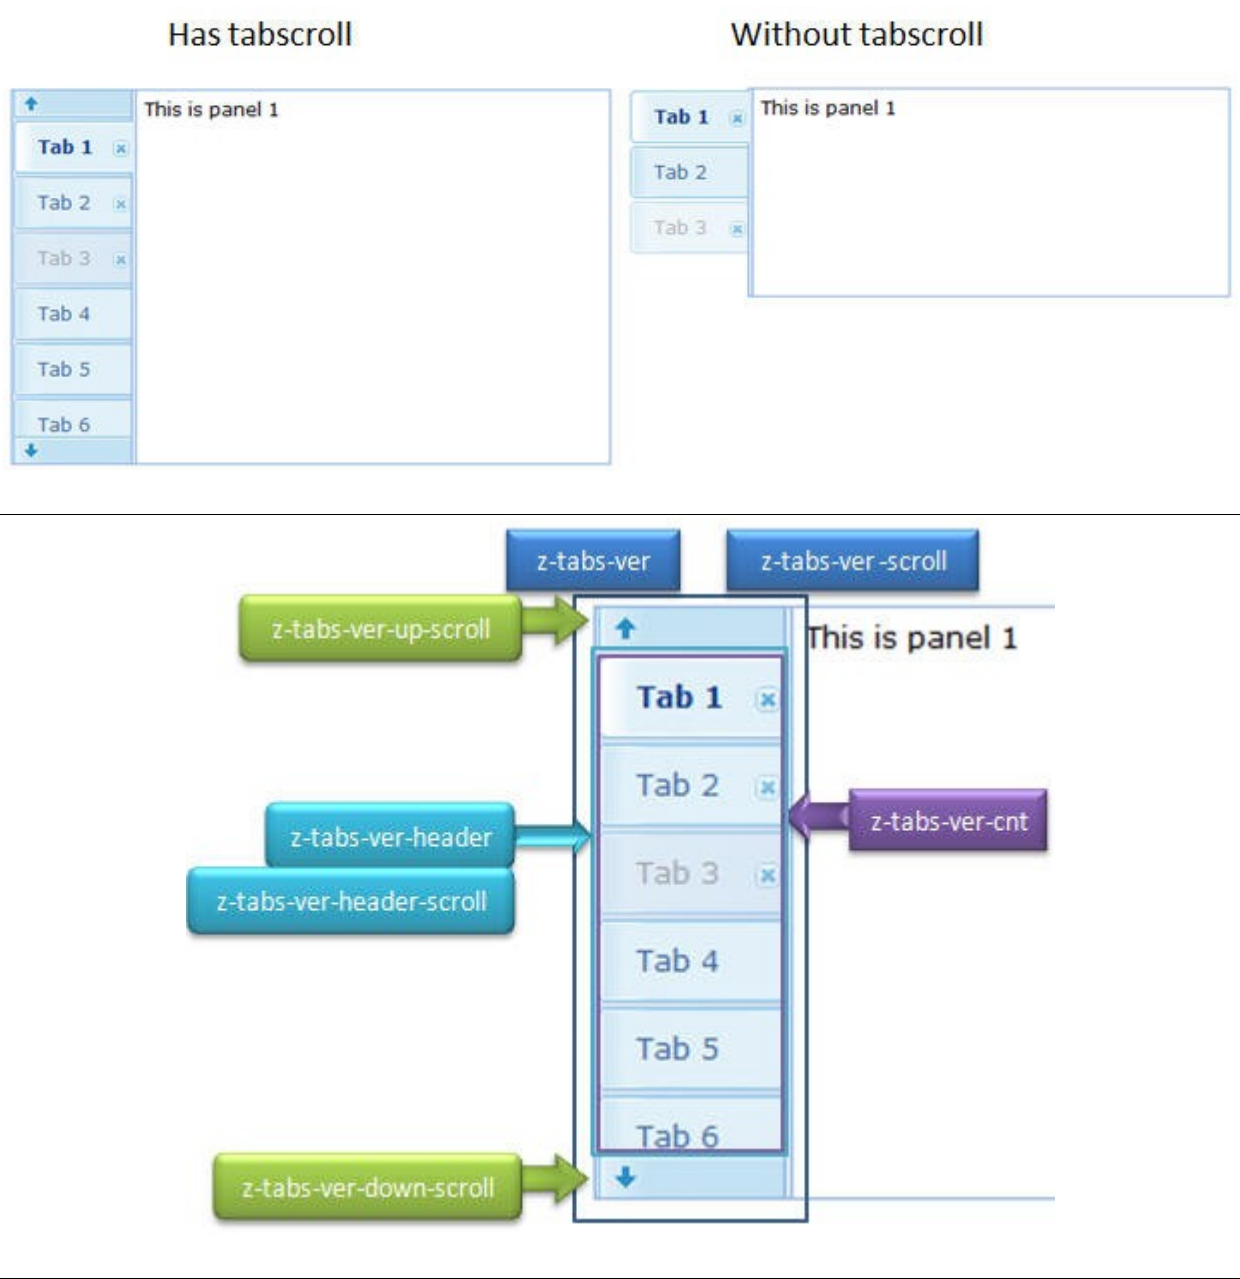 Has tabscroll
Without tabscroll
This is panel 1
Tab 1
Tab 2
Tab 3
Tab 4
Tab 5
Tab 6
This is panel 1
Tab 1
Tab 2
Tab 3
z-tabs-ver
z-tabs-ver-scroll
z-tabs-ver-up-scroll
This is panel 1
Tab 1
Tab 2
z-tabs-ver-header
z-tabs-ver-cnt
Tab 3
z-tabs-ver-header-scroll
Tab 4
Tab 5
Tab 6
z-tabs-ver-down-scroll